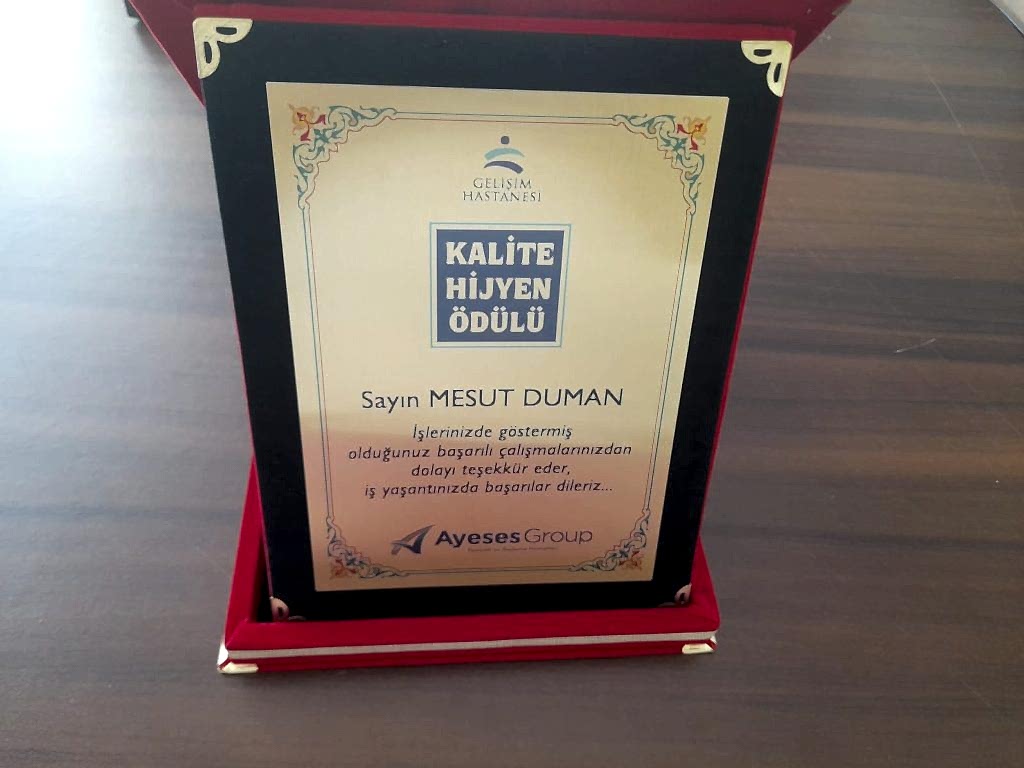 GELİŞİM
HASTANESİ
KALİTE
HİJYEN
ÖDÜLÜ
Sayın MESUT DUMAN
İşlerinizde göstermiş
olduğunuz başarılı çalışmalarınızdan
dolayı teşekkür eder,
iş yaşantınızda başarılar dileriz...
Ayeses Group